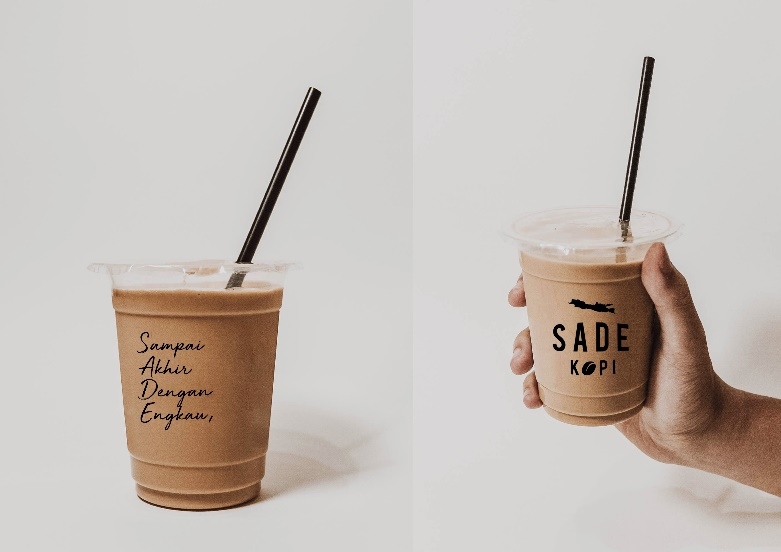 Sampai
Akhir
Dengan
Engkau,
SADE
KOPI